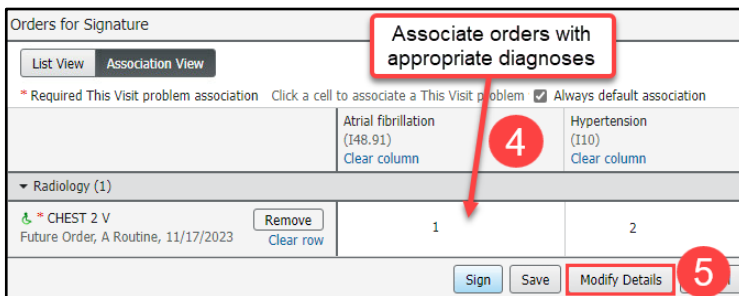 Orders for Signature
Associate orders with
appropriate diagnoses
List View Association View
* Required This Visit problem association Click a cell to associate a This Visit problem Always default association
Atrial fibrillation
(I48.91)
Clear column
4
Hypertension
(I10)
Clear column
Radiology (1)
* CHEST 2 V
Future Order, A Routine, 11/17/2023
Remove
Clear row
1
2
Sign Save Modify Details
5